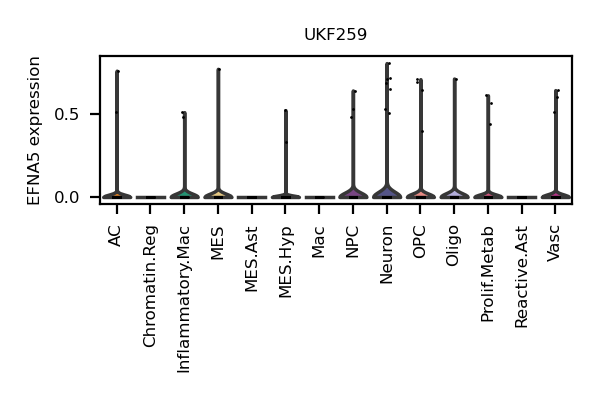 UKF259
EFNA5 expression
0.5
0.0
AC
Chromatin.Reg
Inflammatory.Mac
MES
MES.Ast
MES.Hyp
Mac
NPC
Neuron
OPC
Oligo
Prolif.Metab
Reactive.Ast
Vasc